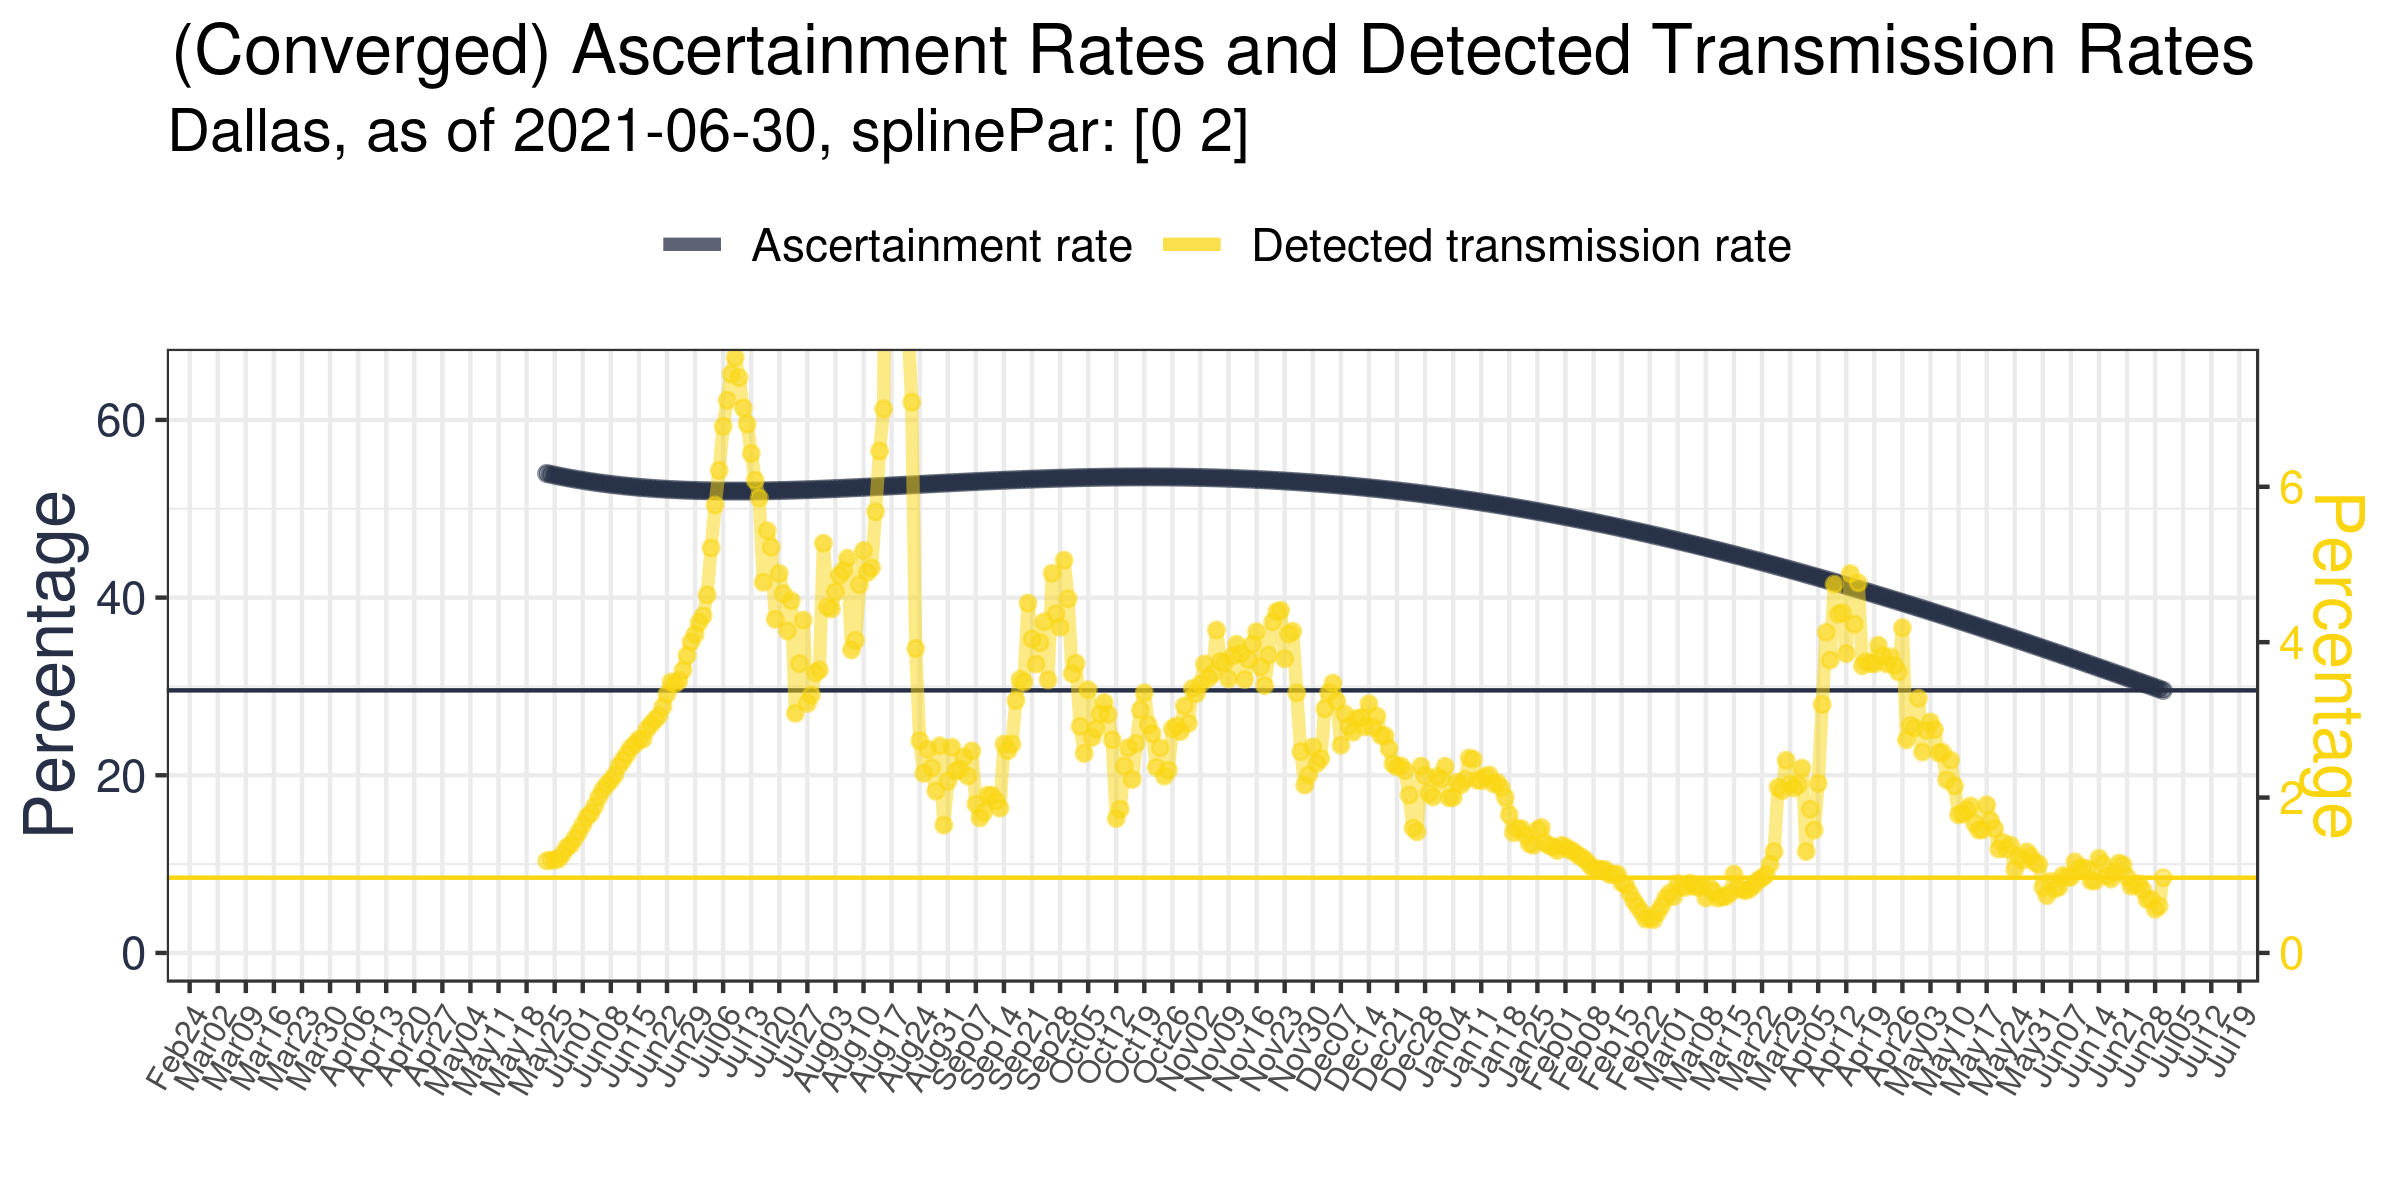 (Converged) Ascertainment Rates and Detected Transmission Rates
Dallas, as of 2021-06-30, splinePar: [0 2]
Ascertainment rate
Detected transmission rate
Percentage
60
40
20
0
6
4
2
0
Percentage
Feb24
Mar02
Mar09
Mar16
Mar23
Mar30
Apr06
Apr13
Apr20
Apr27
May04
May11
May18
May25
Jun01
Jun08
Jun15
Jun22
Jun29
Jul06
Jul13
Jul20
Jul27
Aug03
Aug10
Aug17
Aug24
Aug31
Sep07
Sep14
Sep21
Sep28
Oct05
Oct12
Oct19
Oct26
Nov02
Nov09
Nov16
Nov23
Nov30
Dec07
Dec14
Dec21
Dec28
Jan04
Jan11
Jan18
Jan25
Feb01
Feb08
Feb15
Feb22
Mar01
Mar08
Mar15
Mar22
Mar29
Apr05
Apr12
Apr19
Apr26
May03
May10
May17
May24
May31
Jun07
Jun14
Jun21
Jun28
Jul05
Jul12
Jul19